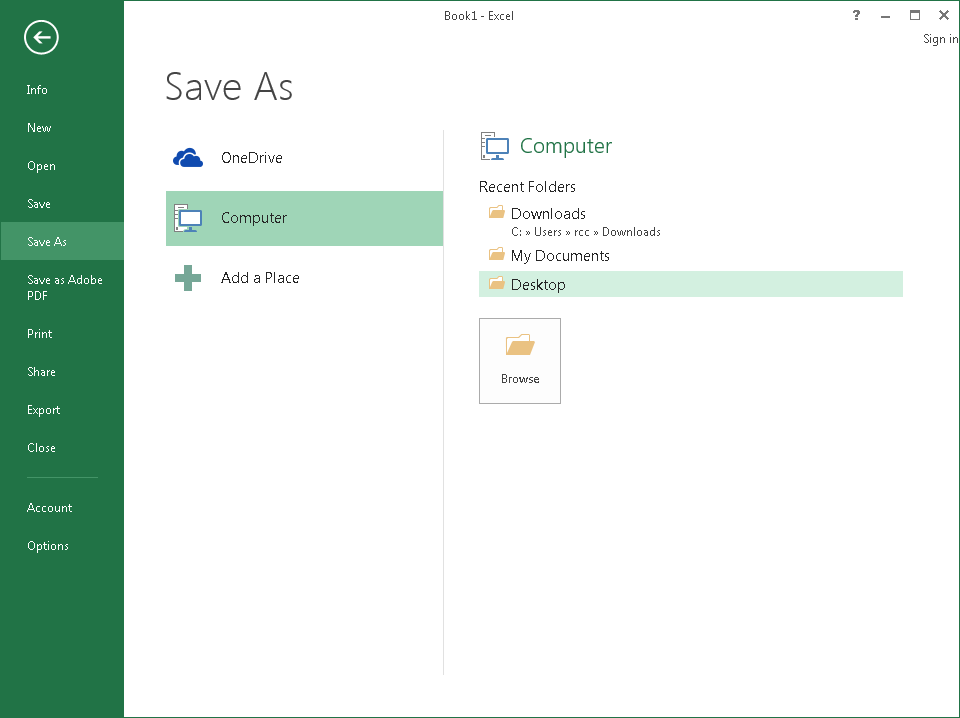 Book1 - Excel
?
Sign in
Info
New
Open
Save
Save As
Save as Adobe
PDF
Print
Share
Export
Close
Account
Options
Save As
OneDrive
Computer
Add a Place
Computer
Recent Folders
Downloads
C: » Users » rcc » Downloads
My Documents
Desktop
Browse